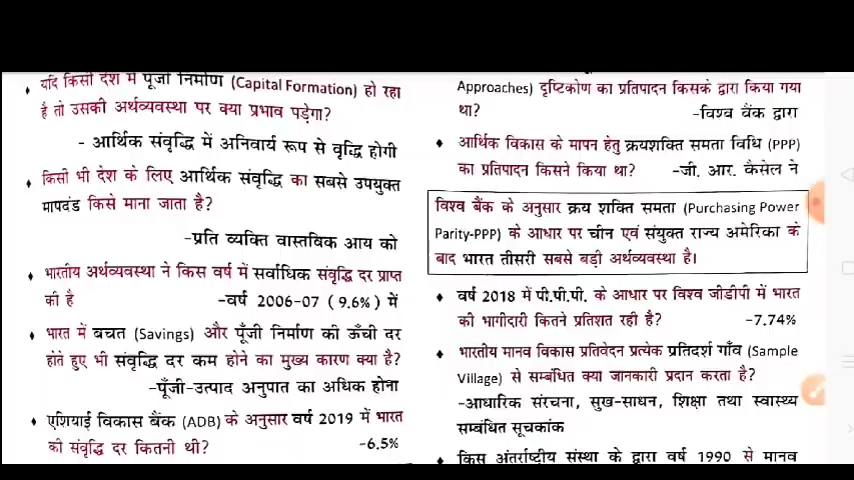 यदि किसी देश में पूंजी निर्माण (Capital Formation) हो रहा
है तो उसकी अर्थव्यवस्था पर क्या प्रभाव पड़ेगा?
- आर्थिक संवृद्धि में अनिवार्य रूप से वृद्धि होगी
♦ किसी भी देश के लिए आर्थिक संवृद्धि का सबसे उपयुक्त
मापदंड किसे माना जाता है?
-प्रति व्यक्ति वास्तविक आय को
♦ भारतीय अर्थव्यवस्था ने किस वर्ष में सर्वाधिक संवृद्धि दर प्राप्त
की है -वर्ष 2006-07 ( 9.6%) में
♦ भारत में बचत (Savings) और पूँजी निर्माण की ऊँची दर
होते हुए भी संवृद्धि दर कम होने का मुख्य कारण क्या है?
-पूँजी-उत्पाद अनुपात का अधिक होना
♦ एशियाई विकास बैंक (ADB) के अनुसार वर्ष 2019 में भारत
की संवृद्धि दर कितनी थी? -6.5%
Approaches) दृष्टिकोण का प्रतिपादन किसके द्वारा किया गया
था? -विश्व बैंक द्वारा
♦ आर्थिक विकास के मापन हेतु क्रयशक्ति समता विधि (PPP)
का प्रतिपादन किसने किया था? -जी. आर. कैसेल ने
विश्व बैंक के अनुसार क्रय शक्ति समता (Purchasing Power
Parity-PPP) के आधार पर चीन एवं संयुक्त राज्य अमेरिका के
बाद भारत तीसरी सबसे बड़ी अर्थव्यवस्था है।
♦ वर्ष 2018 में पी.पी.पी. के आधार पर विश्व जीडीपी में भारत
की भागीदारी कितने प्रतिशत रही है? -7.74%
♦ भारतीय मानव विकास प्रतिवेदन प्रत्येक प्रतिदर्श गाँव (Sample
Village) से सम्बंधित क्या जानकारी प्रदान करता है?
-आधारिक संरचना, सुख-साधन, शिक्षा तथा स्वास्थ्य
सम्बंधित सूचकांक
♦ किस अंतर्राष्ट्रीय संस्था के द्वारा वर्ष 1990 से मानव